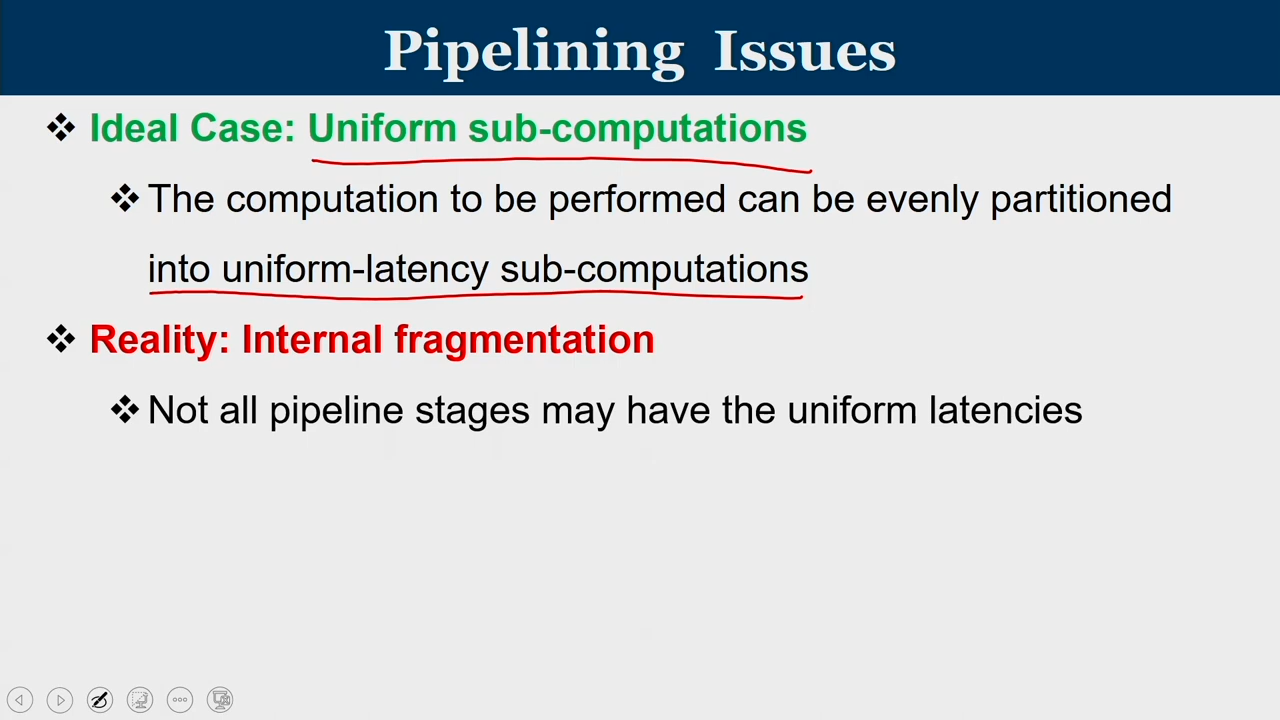 Pipelining Issues
❖ Ideal Case: Uniform sub-computations
❖ The computation to be performed can be evenly partitioned
into uniform-latency sub-computations
❖ Reality: Internal fragmentation
❖ Not all pipeline stages may have the uniform latencies